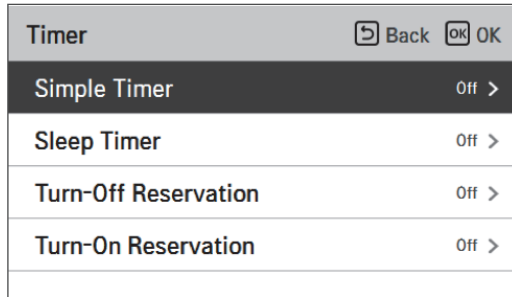 Timer Back OK OK
Simple Timer Off >
Sleep Timer Off >
Turn-Off Reservation Off >
Turn-On Reservation Off >